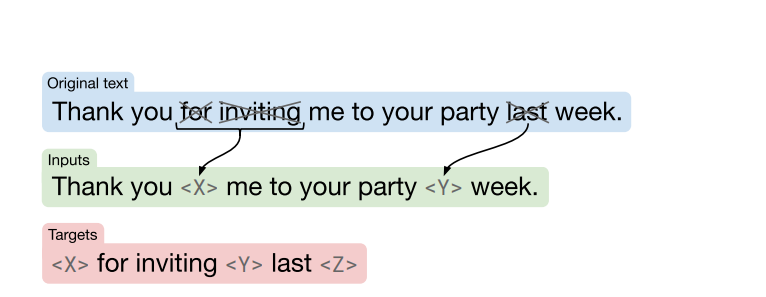 Original text
Thank you for inviting me to your party last week.
Inputs
Thank you <X> me to your party <Y> week.
Targets
<X> for inviting <Y> last <Z>